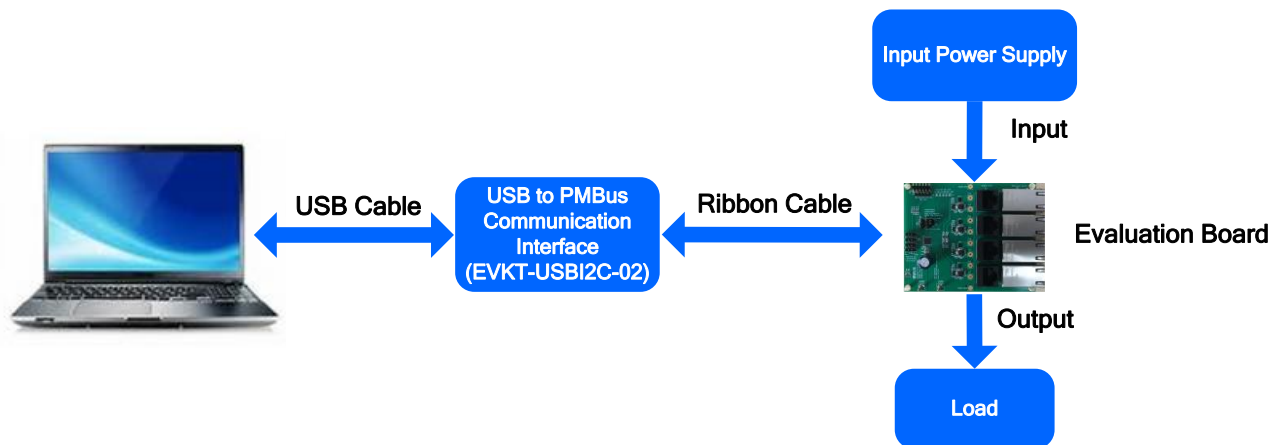 Input Power Supply
Input
USB Cable
USB to PMBus
Communication
Interface
(EVKT-USBI2C-02)
Ribbon Cable
Evaluation Board
Output
Load